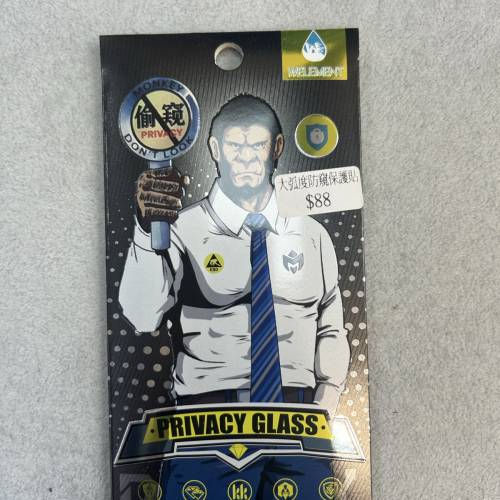 WELEMENT
MONKEY
偷窺
PRIVACY
DON'T LOOK
大弧度防窺保護貼
$88
ESD
PRIVACY GLASS